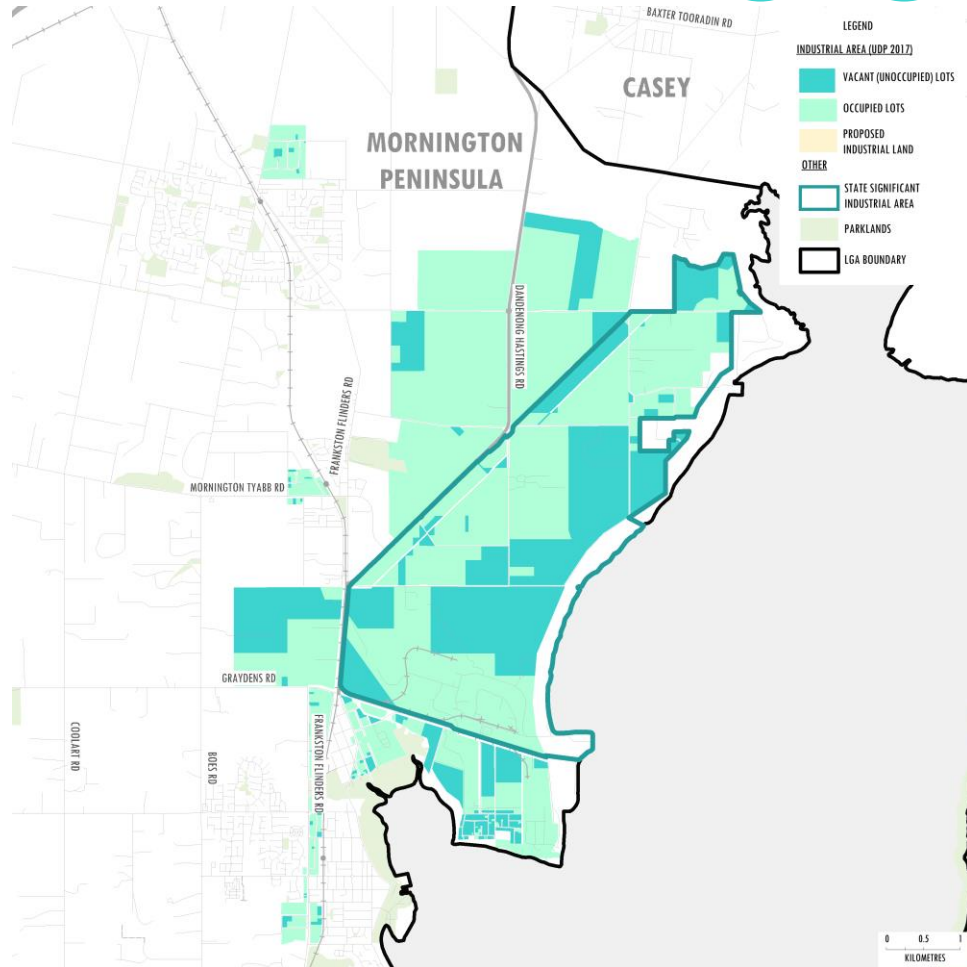 BAXTER TOORADIN RD
LEGEND
INDUSTRIAL AREA (UDP 2017)
VACANT (UNOCCUPIED) LOTS
OCCUPIED LOTS
PROPOSED
INDUSTRIAL LAND
OTHER
STATE SIGNIFICANT
INDUSTRIAL AREA
PARKLANDS
LGA BOUNDARY
CASEY
MORNINGTON
PENINSULA
DANDENONG HASTINGS RD
FRANKSTON FLINDERS RD
MORNINGTON TYABB RD
GRAYDENS RD
COOLART RD
BOES RD
FRANKSTON FLINDERS RD
0 0.5 1
KILOMETRES